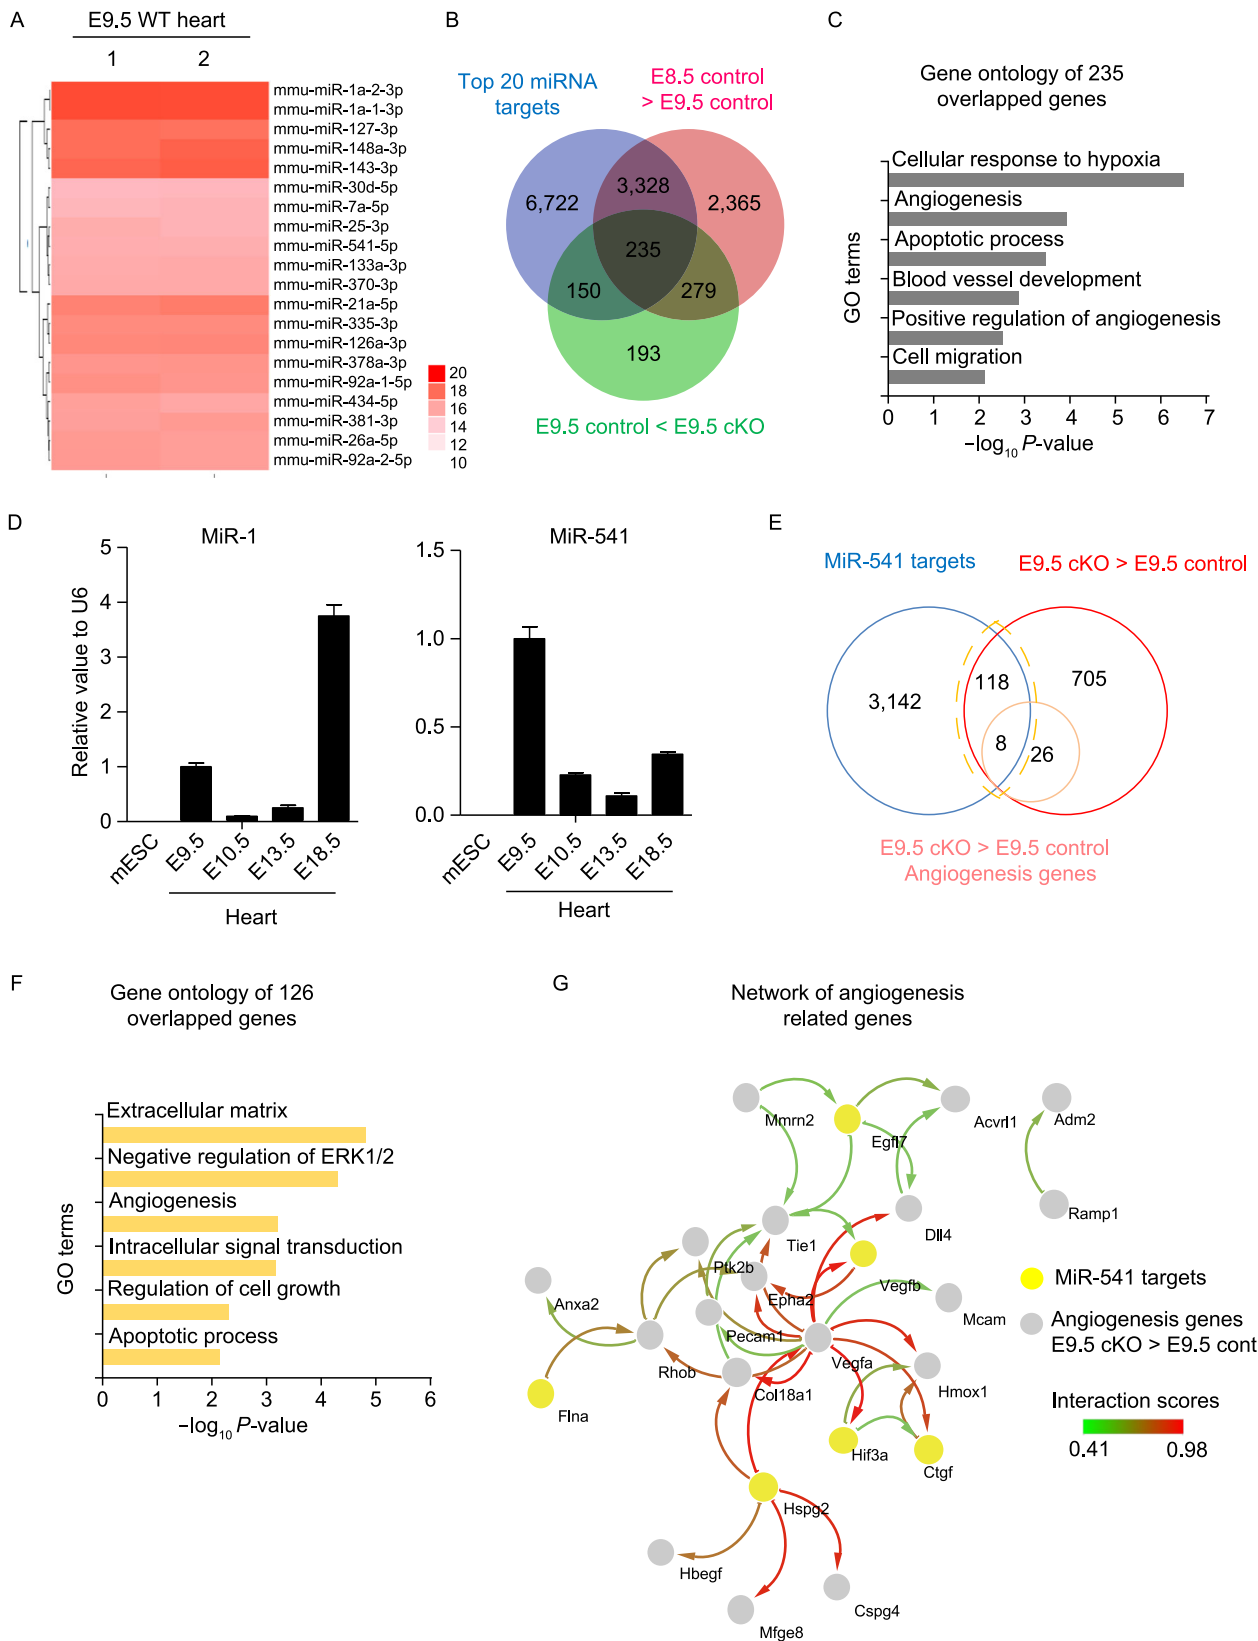 A
E9.5 WT heart
1 2
mmu-miR-1a-2-3p
mmu-miR-1a-1-3p
mmu-miR-127-3p
mmu-miR-148a-3p
mmu-miR-143-3p
mmu-miR-30d-5p
mmu-miR-7a-5p
mmu-miR-25-3p
mmu-miR-541-5p
mmu-miR-133a-3p
mmu-miR-370-3p
mmu-miR-21a-5p
mmu-miR-335-3p
mmu-miR-126a-3p
mmu-miR-378a-3p
mmu-miR-92a-1-5p
mmu-miR-434-5p
mmu-miR-381-3p
mmu-miR-26a-5p
mmu-miR-92a-2-5p
20
18
16
14
12
10
B
Top 20 miRNA
targets
E8.5 control
> E9.5 control
6,722
3,328
2,365
235
150
279
193
E9.5 control < E9.5 cKO
C
Gene ontology of 235
overlapped genes
GO terms
Cellular response to hypoxia
Angiogenesis
Apoptotic process
Blood vessel development
Positive regulation of angiogenesis
Cell migration
0 1 2 3 4 5 6 7
−log10 P-value
D
MiR-1
Relative value to U6
5
4
3
2
1
0
mESC
E9.5
E10.5
E13.5
E18.5
Heart
MiR-541
1.5
1.0
0.5
0.0
mESC
E9.5
E10.5
E13.5
E18.5
Heart
E
MiR-541 targets
E9.5 cKO > E9.5 control
3,142
118
705
8
26
E9.5 cKO > E9.5 control
Angiogenesis genes
F
Gene ontology of 126
overlapped genes
GO terms
Extracellular matrix
Negative regulation of ERK1/2
Angiogenesis
Intracellular signal transduction
Regulation of cell growth
Apoptotic process
0 1 2 3 4 5 6
−log10 P-value
G
Network of angiogenesis
related genes
Mmrn2
Egfl7
Acvrl1
Adm2
Ramp1
Dll4
Tie1
Ptk2b
Vegfb
Epha2
Anxa2
Mcam
Pecam1
Vegfa
Rhob
Col18a1
Hmox1
Flna
Hif3a
Ctgf
Hspg2
Hbegf
Cspg4
Mfge8
MiR-541 targets
Angiogenesis genes
E9.5 cKO > E9.5 cont
Interaction scores
0.41 0.98